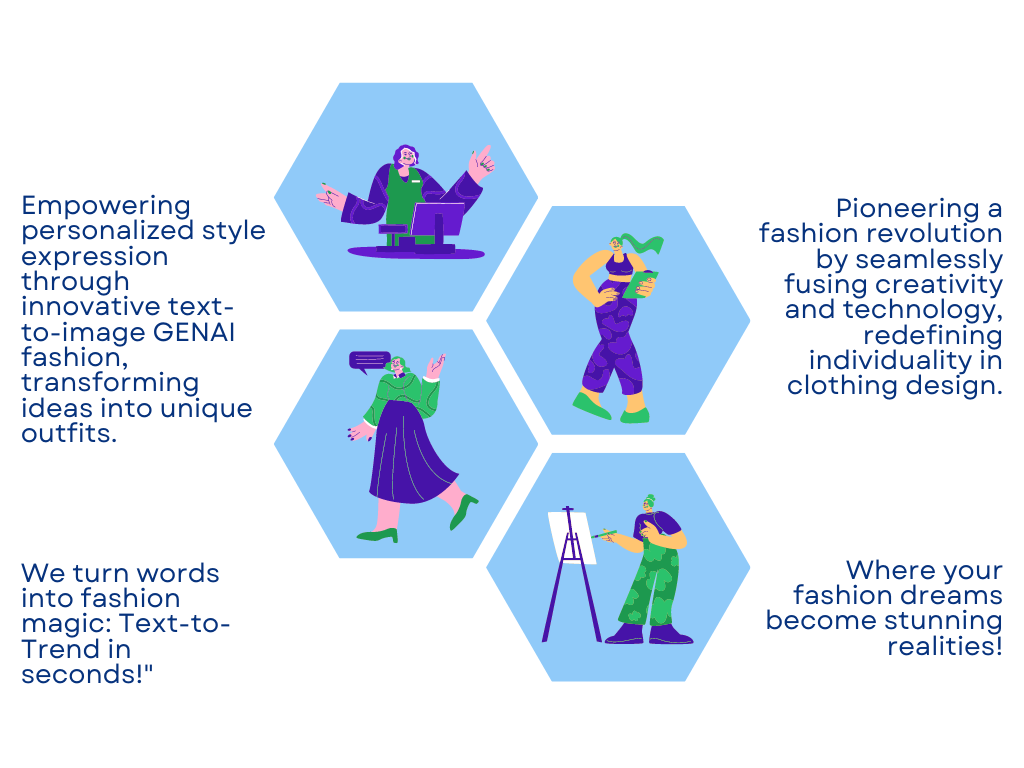 Empowering
personalized style
expression
through
innovative text-
to-image GENAI
fashion,
transforming
ideas into unique
outfits.
Pioneering a
fashion revolution
by seamlessly
fusing creativity
and technology,
redefining
individuality in
clothing design.
We turn words
into fashion
magic: Text-to-
Trend in
seconds!"
Where your
fashion dreams
become stunning
realities!